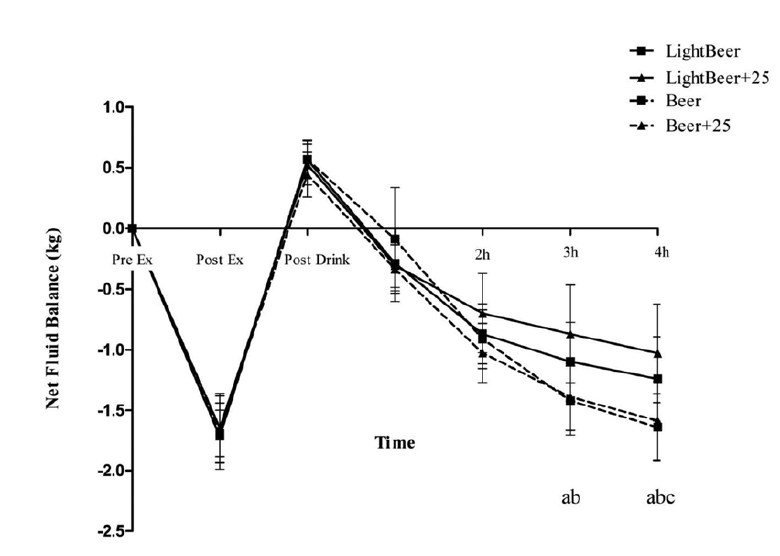 LightBeer
LightBeer+25
Beer
Beer+25
1.0
0.5
0.0
-0.5
-1.0
-1.5
-2.0
-2.5
Net Fluid Balance (kg)
Pre Ex Post Ex Post Drink 2h 3h 4h
Time
ab abc